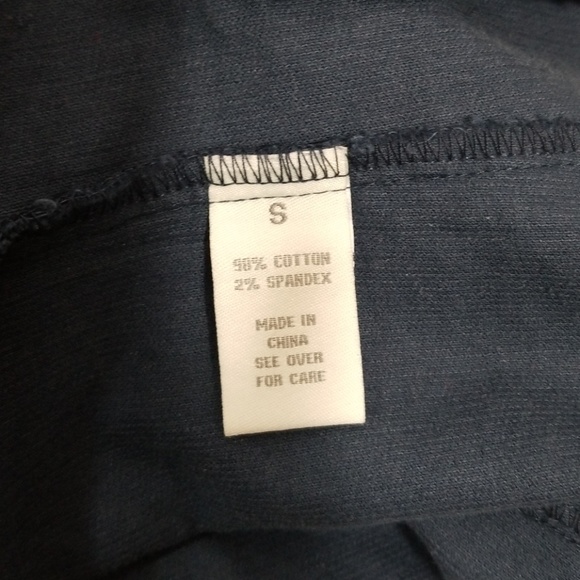 S
98% COTTON
2% SPANDEX
MADE IN
CHINA
SEE OVER
FOR CARE